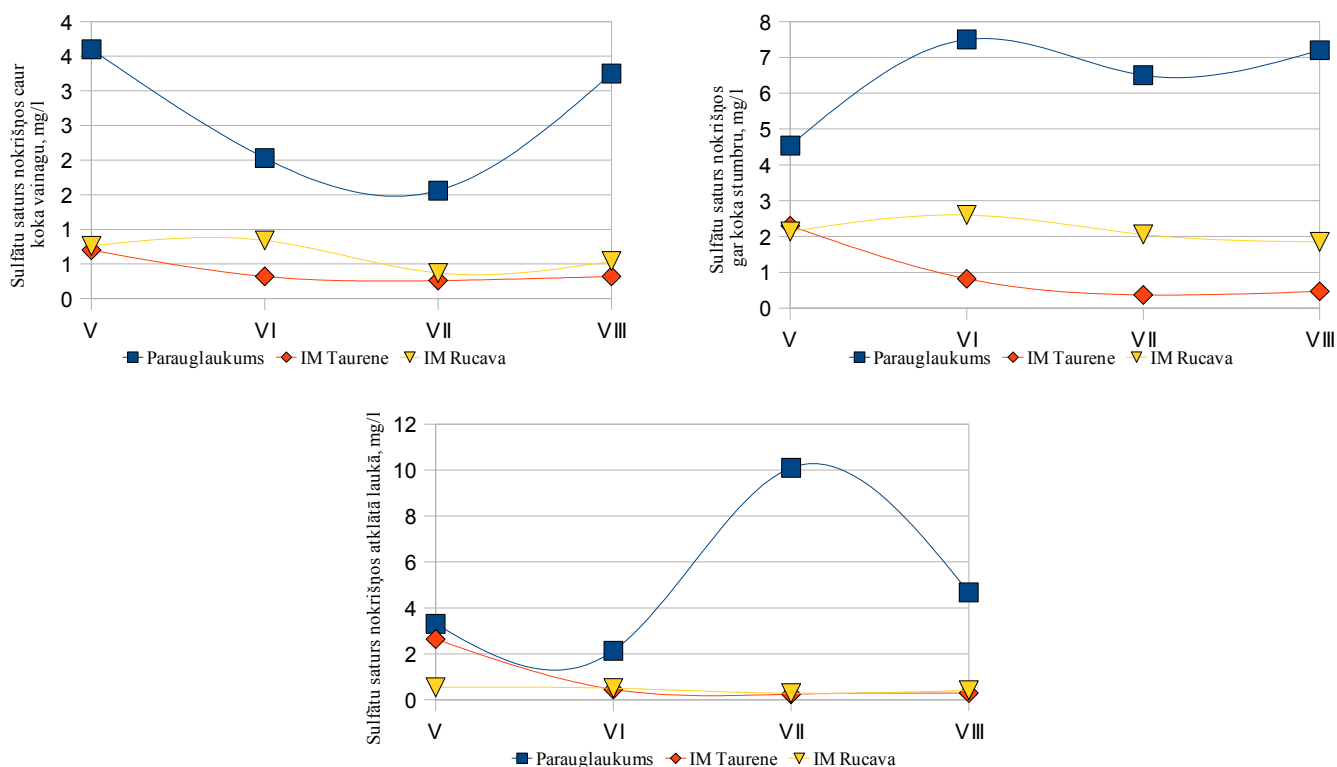 Sulfātu saturs nokrišņos caur
koka vainagu, mg/l
4
4
3
3
2
2
1
1
0
V
VI
VII
VIII
Parauglaukums
IM Taurene
IM Rucava
Sulfātu saturs nokrišņos
gar koka stumbru, mg/l
8
7
6
5
4
3
2
1
0
V
VI
VII
VIII
Parauglaukums
IM Taurene
IM Rucava
Sulfātu saturs nokrišņos atklātā laukā, mg/l
12
10
8
6
4
2
0
V
VI
VII
VIII
Parauglaukums
IM Taurene
IM Rucava